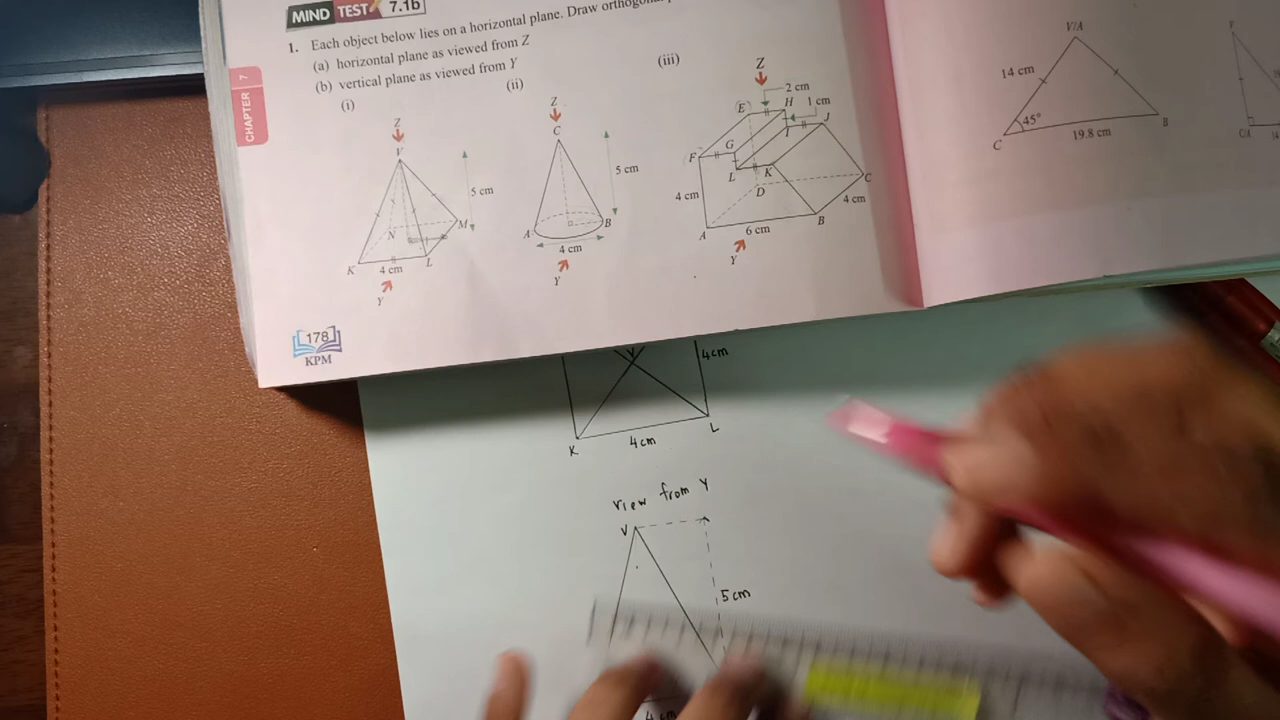 MIND TEST 7.1b
1. Each object below lies on a horizontal plane. Draw
(a) horizontal plane as viewed from Z
(b) vertical plane as viewed from Y
(i)
(ii)
(iii)
CHAPTER 7
Z
V
5 cm
N
M
K
L
4 cm
Y
Z
C
5 cm
A
B
4 cm
Y
Z
2 cm
E
H
1 cm
I
J
F
G
L
K
4 cm
D
C
4 cm
A
B
6 cm
Y
178
KPM
V/A
14 cm
45°
C
19.8 cm
B
V
4cm
K
4cm
L
view from Y
V
5cm